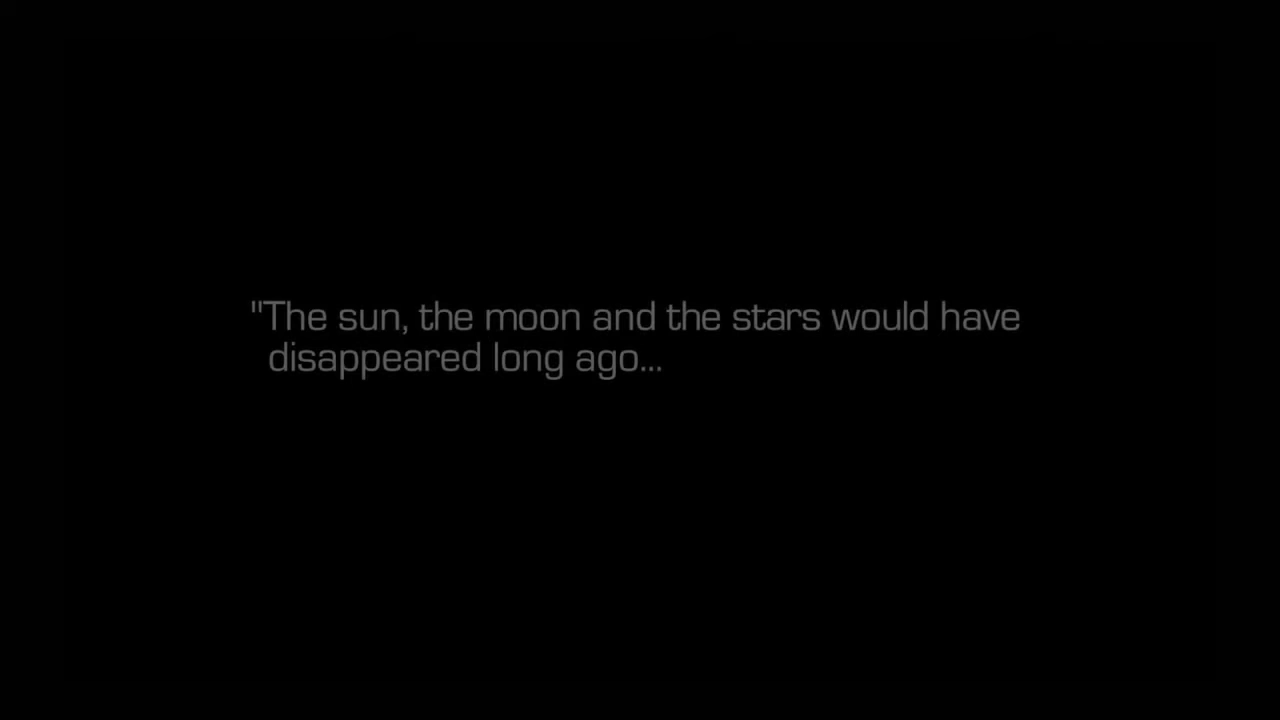 "The sun, the moon and the stars would have
disappeared long ago...